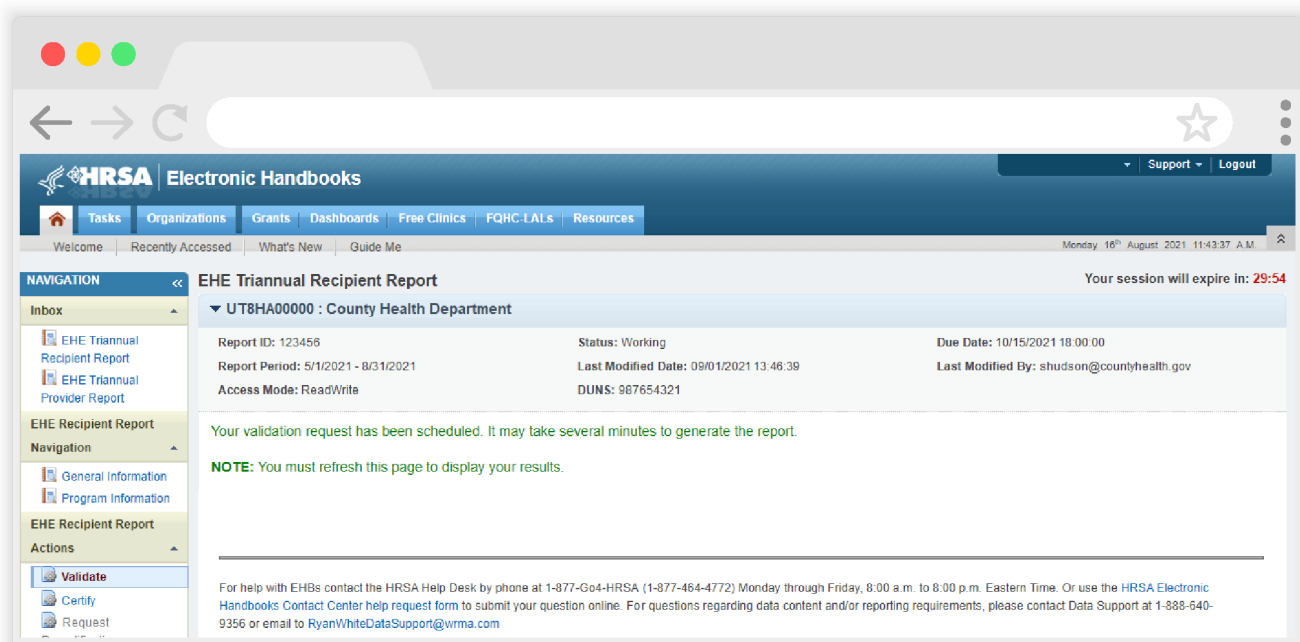 HRSA Electronic Handbooks
Support Logout
Tasks Organizations Grants Dashboards Free Clinics FQHC-LALs Resources
Welcome Recently Accessed What's New Guide Me
Monday 16th August 2021 11:43:37 A.M.
NAVIGATION
Inbox
EHE Triannual
Recipient Report
EHE Triannual
Provider Report
EHE Recipient Report
Navigation
General Information
Program Information
EHE Recipient Report
Actions
Validate
Certify
Request
EHE Triannual Recipient Report
Your session will expire in: 29:54
UT8HA00000 : County Health Department
Report ID: 123456 Status: Working Due Date: 10/15/2021 18:00:00
Report Period: 5/1/2021 - 8/31/2021 Last Modified Date: 09/01/2021 13:46:39 Last Modified By: shudson@countyhealth.gov
Access Mode: ReadWrite DUNS: 987654321
Your validation request has been scheduled. It may take several minutes to generate the report.
NOTE: You must refresh this page to display your results.
For help with EHBs contact the HRSA Help Desk by phone at 1-877-Go4-HRSA (1-877-464-4772) Monday through Friday, 8:00 a.m. to 8:00 p.m. Eastern Time. Or use the HRSA Electronic
Handbooks Contact Center help request form to submit your question online. For questions regarding data content and/or reporting requirements, please contact Data Support at 1-888-640-
9356 or email to RyanWhiteDataSupport@wrma.com